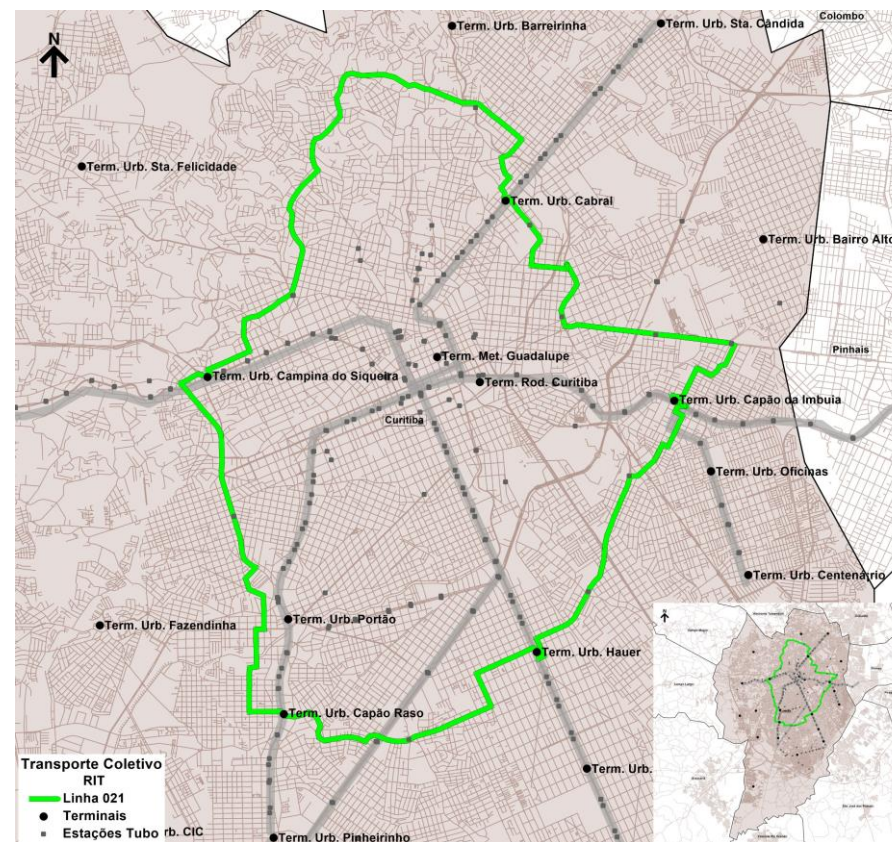 Colombo
Term. Urb. Barreirinha
Term. Urb. Sta. Cândida
N
Term. Urb. Sta. Felicidade
Term. Urb. Cabral
Term. Urb. Bairro Alto
Pinhais
Term. Met. Guadalupe
Term. Urb. Campina do Siqueira
Term. Rod. Curitiba
Term. Urb. Capão da Imbuia
Curitiba
Term. Urb. Oficinas
Term. Urb. Centenário
Term. Urb. Portão
Term. Urb. Fazendinha
Term. Urb. Hauer
Term. Urb. Capão Raso
Term. Urb.
Transporte Coletivo
RIT
Linha 021
Terminais
Estações Tubo
rb. CIC
Term. Urb. Pinheirinho